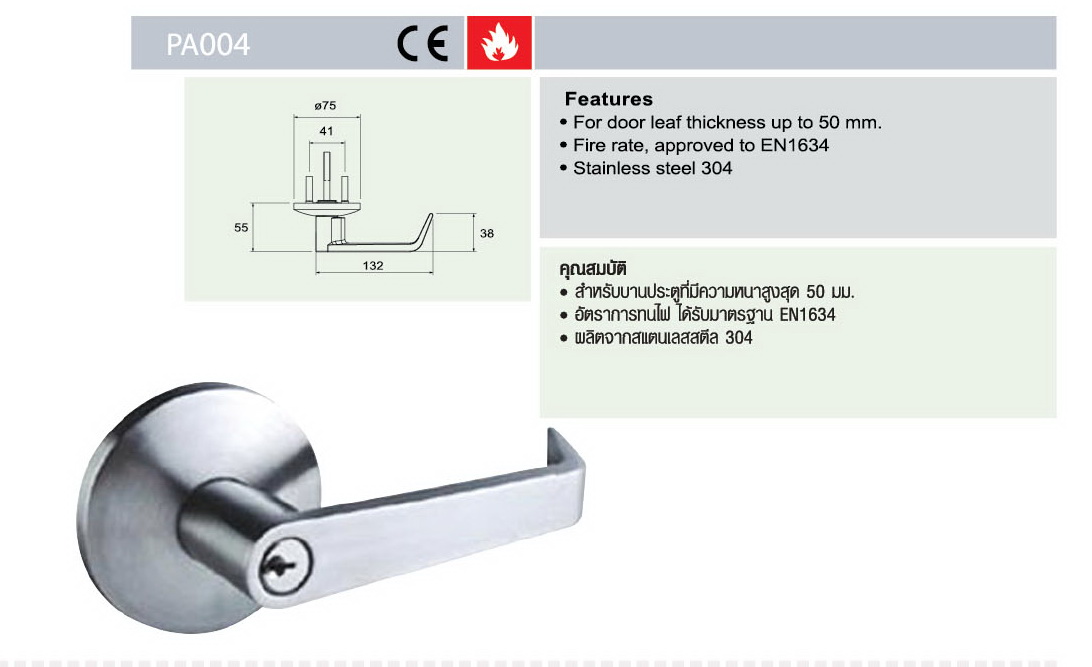 PA004 CE
ø75
41
55
38
132
Features
• For door leaf thickness up to 50 mm.
• Fire rate, approved to EN1634
• Stainless steel 304
คุณสมบัติ
• สำหรับบานประตูที่มีความหนาสูงสุด 50 มม.
• อัตราการทนไฟ ได้รับมาตรฐาน EN1634
• ผลิตจากสแตนเลสสตีล 304